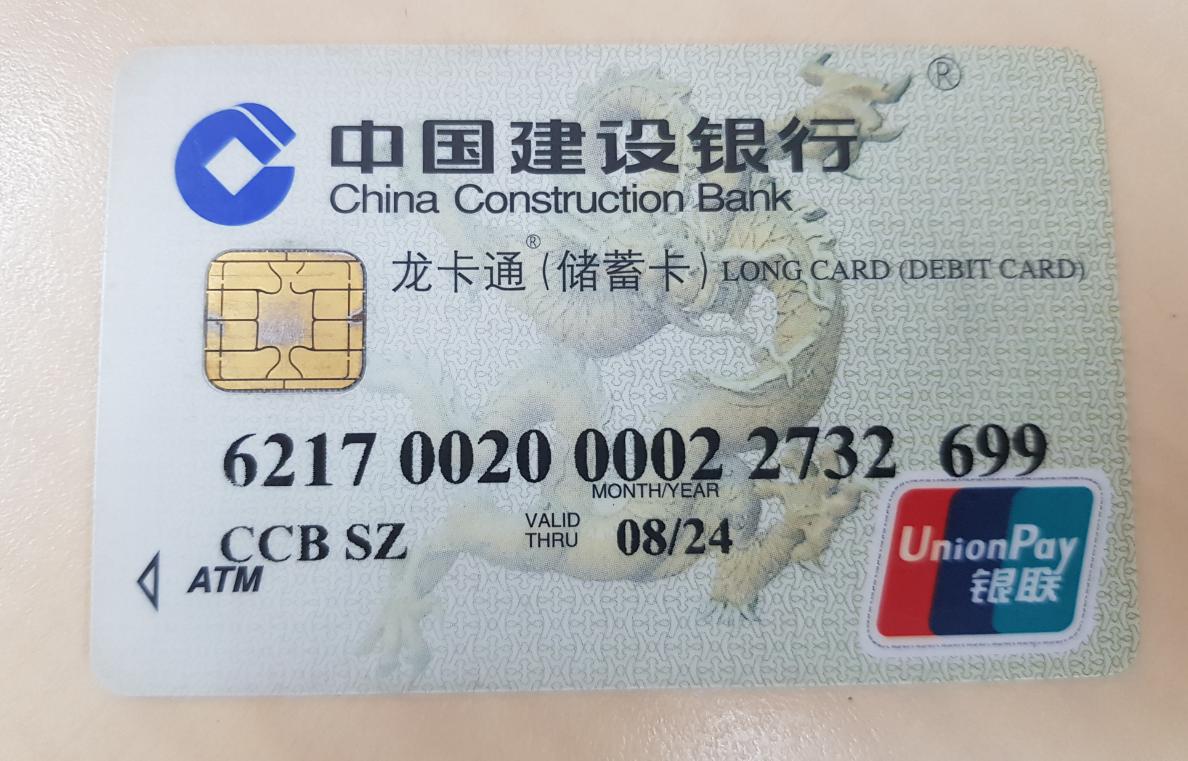 ®
中国建设银行
China Construction Bank
龙卡通®(储蓄卡) LONG CARD (DEBIT CARD)
6217 0020 0002 2732 699
MONTH/YEAR
CCB SZ VALID THRU 08/24
ATM
UnionPay
银联